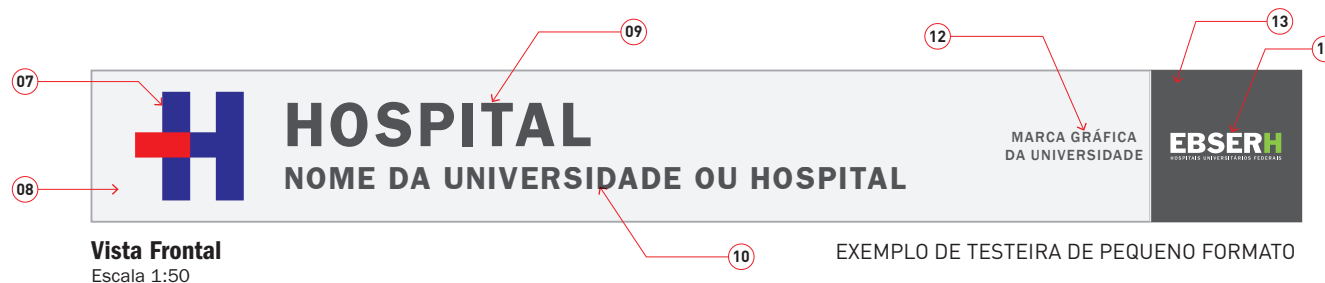 09
12
13
07
HOSPITAL
NOME DA UNIVERSIDADE OU HOSPITAL
MARCA GRÁFICA
DA UNIVERSIDADE
EBSERH
HOSPITAIS UNIVERSITÁRIOS FEDERAIS
08
10
Vista Frontal
Escala 1:50
EXEMPLO DE TESTEIRA DE PEQUENO FORMATO